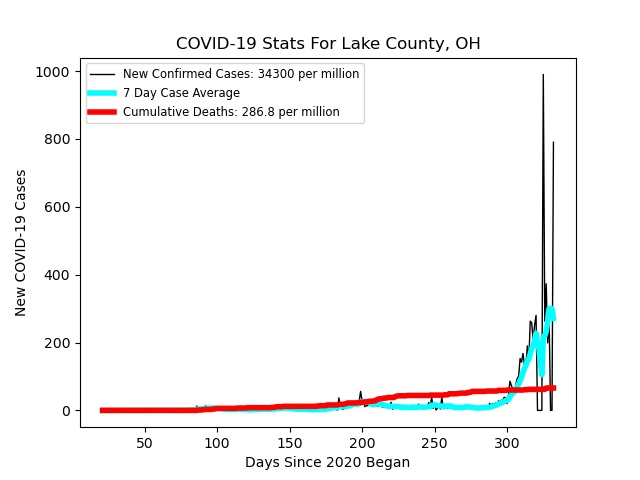 COVID-19 Stats For Lake County, OH
New Confirmed Cases: 34300 per million
7 Day Case Average
Cumulative Deaths: 286.8 per million
New COVID-19 Cases
1000
800
600
400
200
0
50
100
150
200
250
300
Days Since 2020 Began